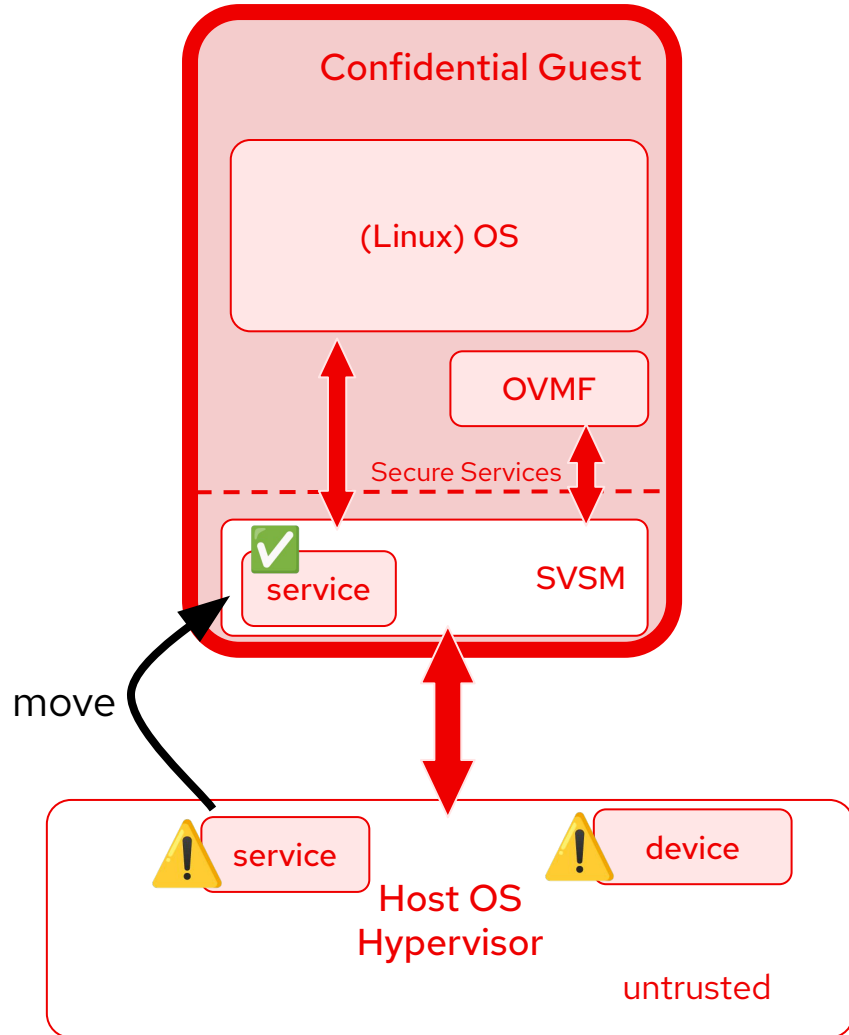 Confidential Guest
(Linux) OS
OVMF
Secure Services
service
SVSM
move
service
device
Host OS
Hypervisor
untrusted